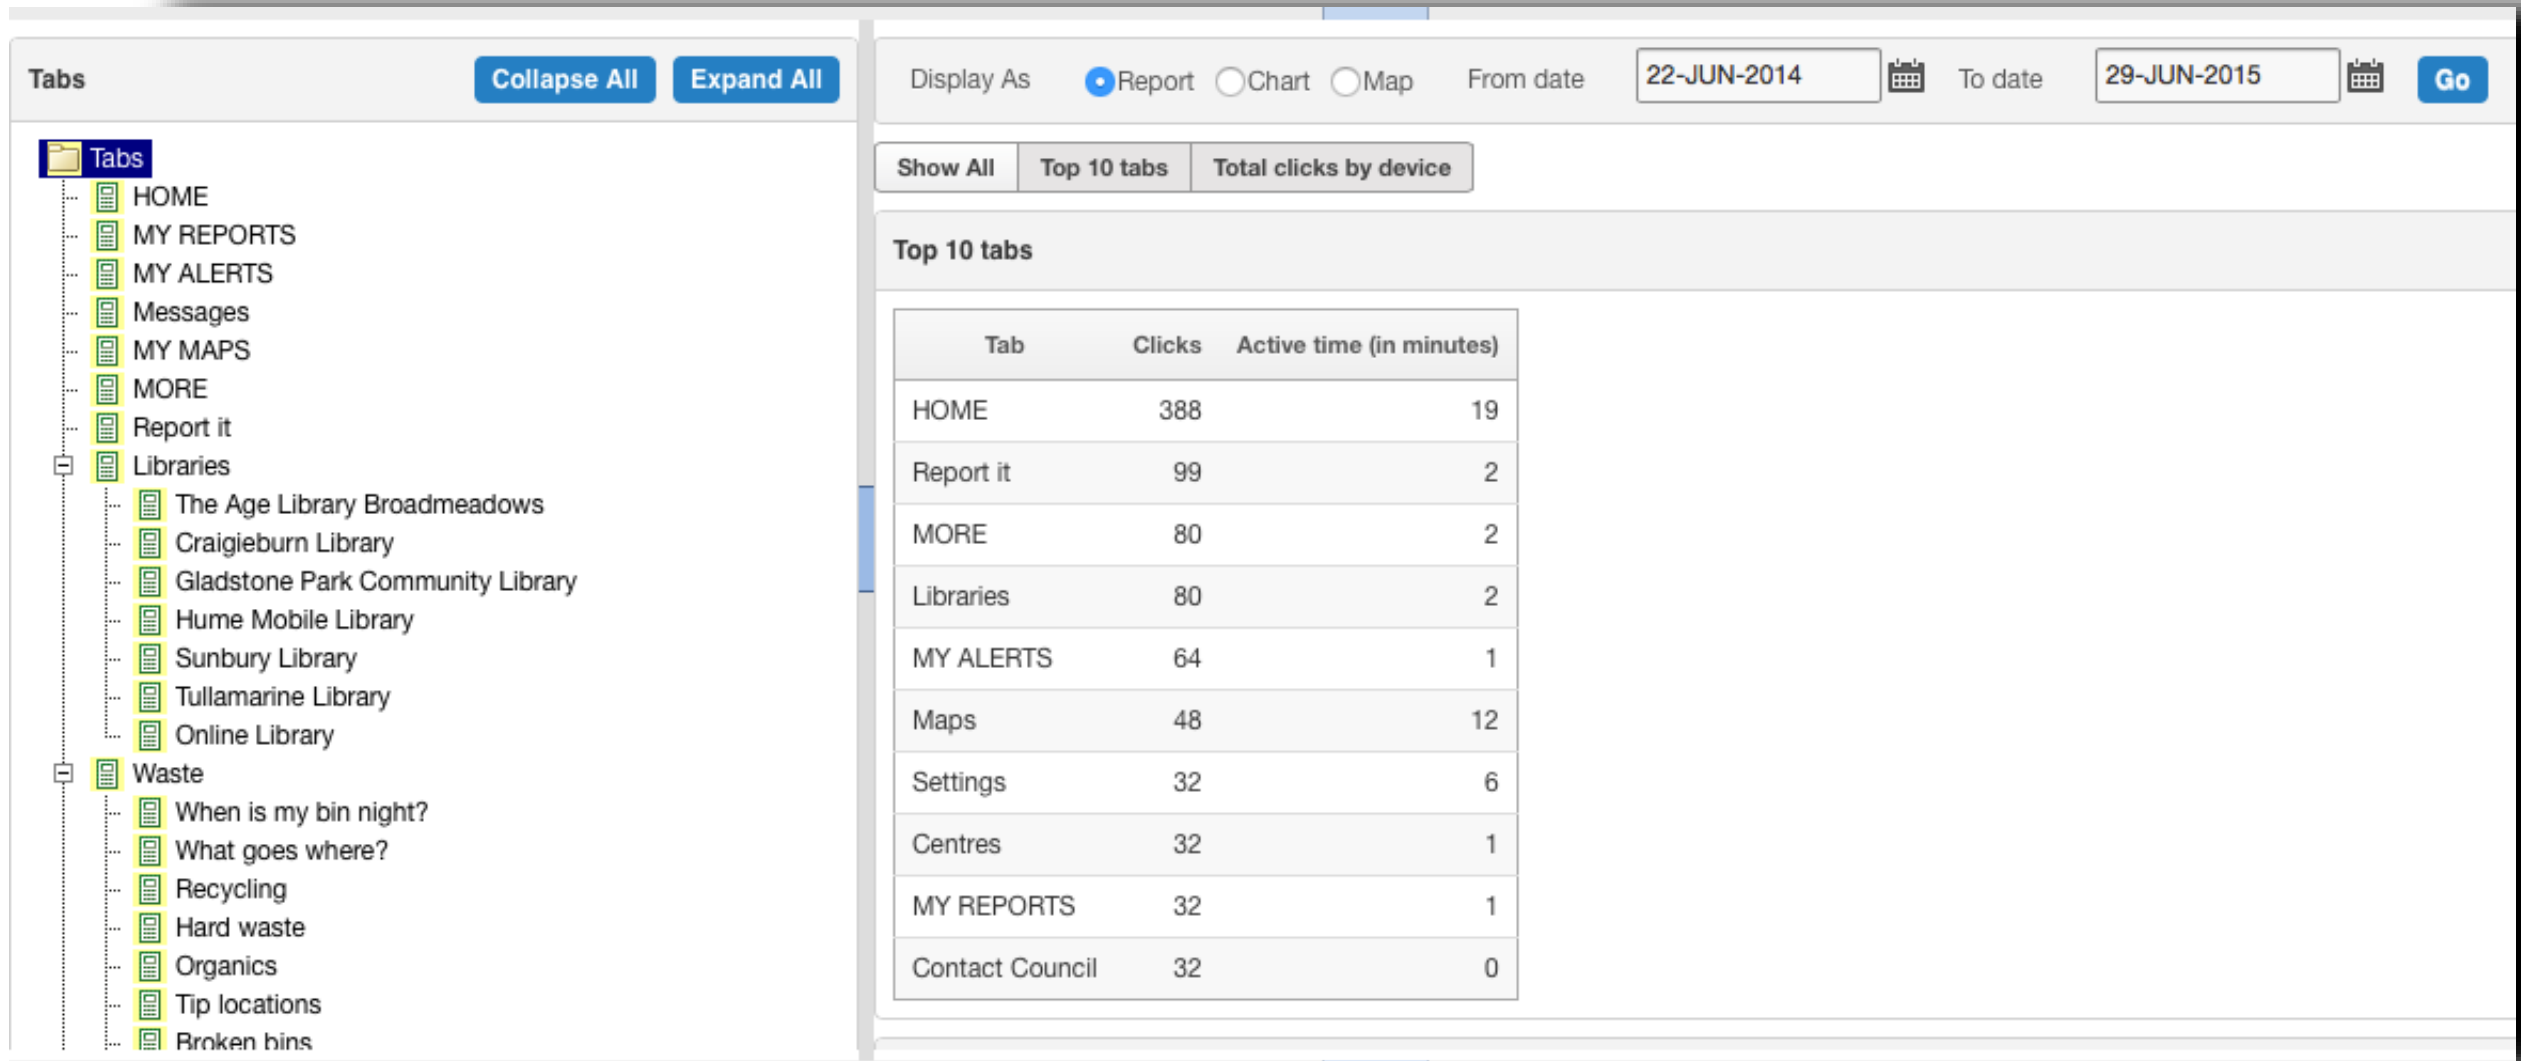 Tabs Collapse All Expand All
Tabs
HOME
MY REPORTS
MY ALERTS
Messages
MY MAPS
MORE
Report it
Libraries
The Age Library Broadmeadows
Craigieburn Library
Gladstone Park Community Library
Hume Mobile Library
Sunbury Library
Tullamarine Library
Online Library
Waste
When is my bin night?
What goes where?
Recycling
Hard waste
Organics
Tip locations
Broken bins
Display As Report Chart Map From date 22-JUN-2014 To date 29-JUN-2015 Go
Show All Top 10 tabs Total clicks by device
Top 10 tabs
Tab Clicks Active time (in minutes)
HOME 388 19
Report it 99 2
MORE 80 2
Libraries 80 2
MY ALERTS 64 1
Maps 48 12
Settings 32 6
Centres 32 1
MY REPORTS 32 1
Contact Council 32 0